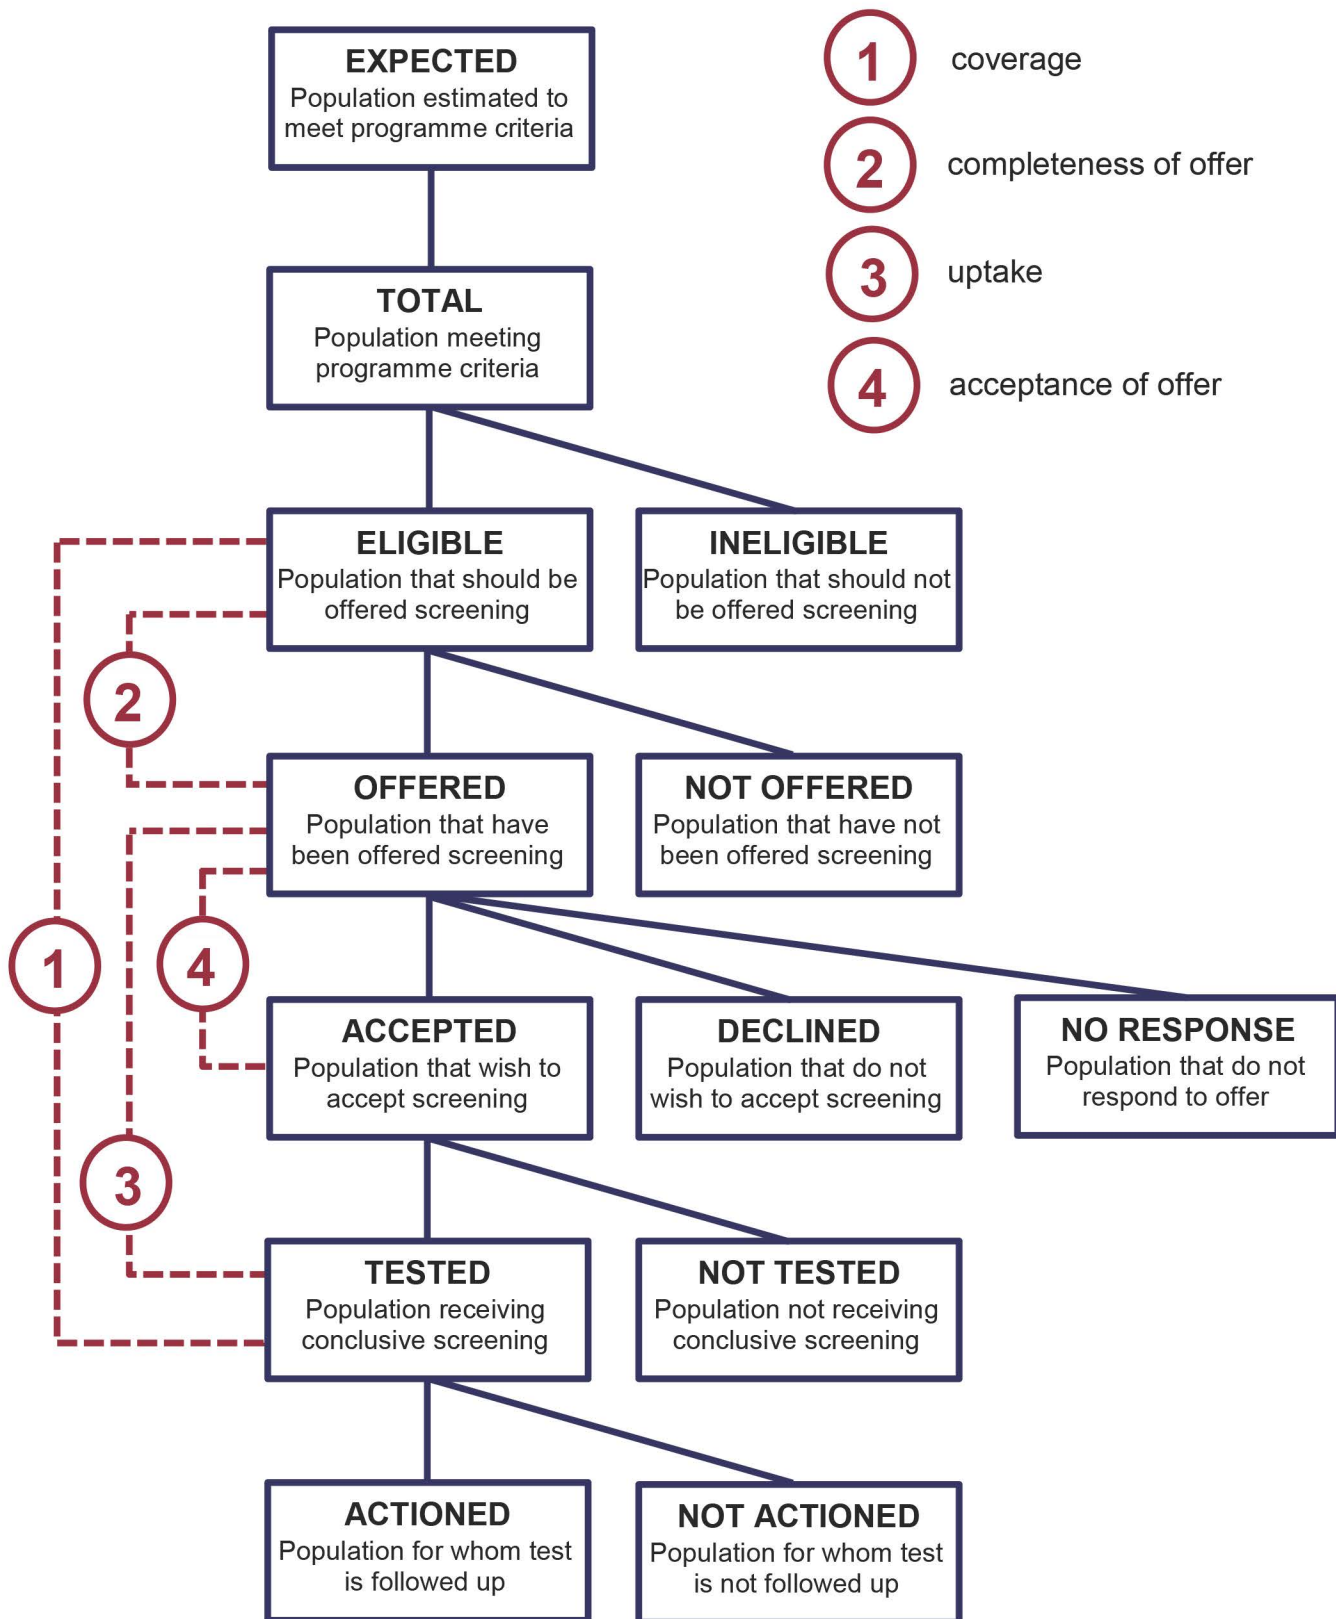 EXPECTED
Population estimated to
meet programme criteria
1
coverage
2
completeness of offer
3
uptake
4
acceptance of offer
TOTAL
Population meeting
programme criteria
ELIGIBLE
Population that should be
offered screening
INELIGIBLE
Population that should not
be offered screening
2
OFFERED
Population that have
been offered screening
NOT OFFERED
Population that have not
been offered screening
1
4
ACCEPTED
Population that wish to
accept screening
DECLINED
Population that do not
wish to accept screening
NO RESPONSE
Population that do not
respond to offer
3
TESTED
Population receiving
conclusive screening
NOT TESTED
Population not receiving
conclusive screening
ACTIONED
Population for whom test
is followed up
NOT ACTIONED
Population for whom test
is not followed up